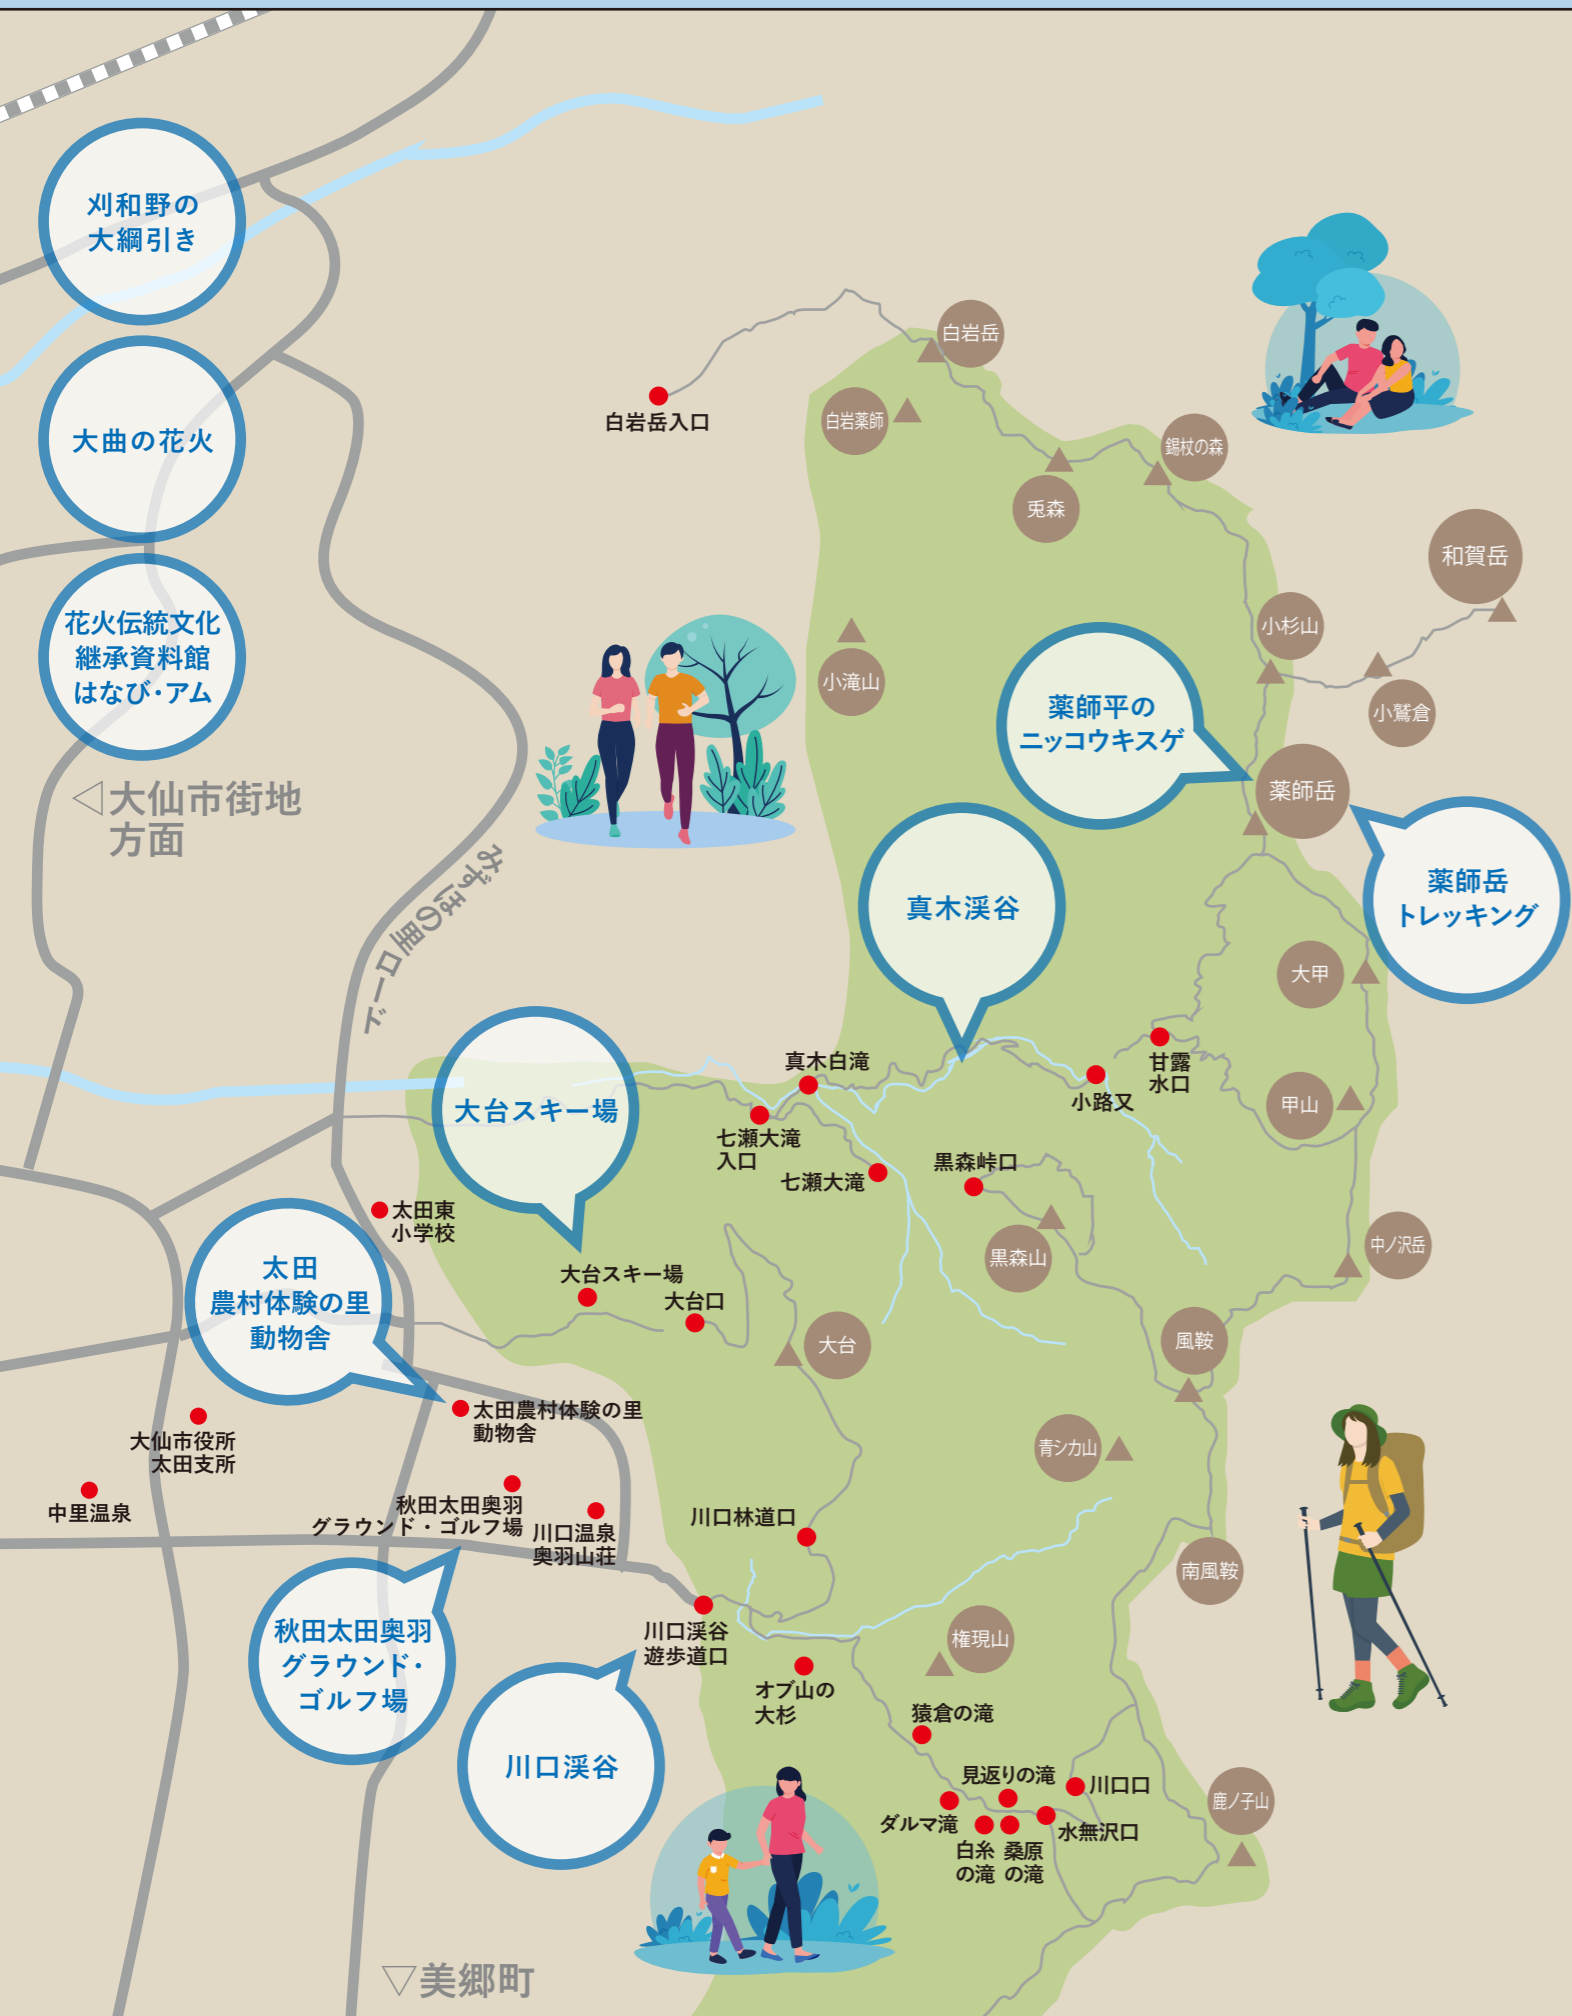 刈和野の
大綱引き
大曲の花火
花火伝統文化
継承資料館
はなび・アム
◁大仙市街地
方面
みずほの里ロード
白岩岳入口
白岩岳
白岩薬師
兎森
錫杖の森
和賀岳
小杉山
小鷲倉
小滝山
薬師平の
ニッコウキスゲ
薬師岳
薬師岳
トレッキング
真木渓谷
大甲
甲山
甘露
水口
小路又
真木白滝
七瀬大滝
入口
七瀬大滝
黒森峠口
黒森山
中ノ沢岳
風鞍
大台スキー場
太田東
小学校
大台スキー場
大台口
大台
太田
農村体験の里
動物舎
太田農村体験の里
動物舎
大仙市役所
太田支所
中里温泉
秋田太田奥羽
グラウンド・ゴルフ場
川口温泉
奥羽山荘
青シカ山
川口林道口
南風鞍
秋田太田奥羽
グラウンド・
ゴルフ場
川口渓谷
遊歩道口
川口渓谷
オブ山の
大杉
権現山
猿倉の滝
見返りの滝
川口口
ダルマ滝
白糸
の滝
桑原
の滝
水無沢口
鹿ノ子山
▽美郷町